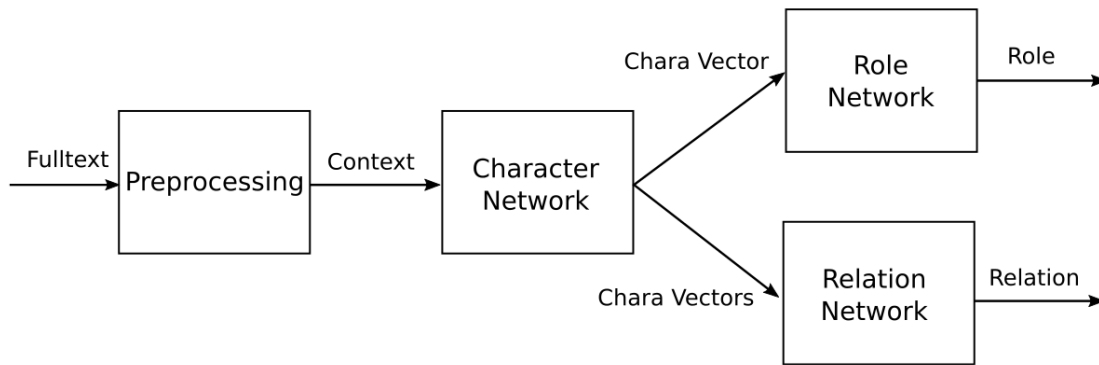 Fulltext
Preprocessing
Context
Character
Network
Chara Vector
Role
Network
Role
Chara Vectors
Relation
Network
Relation